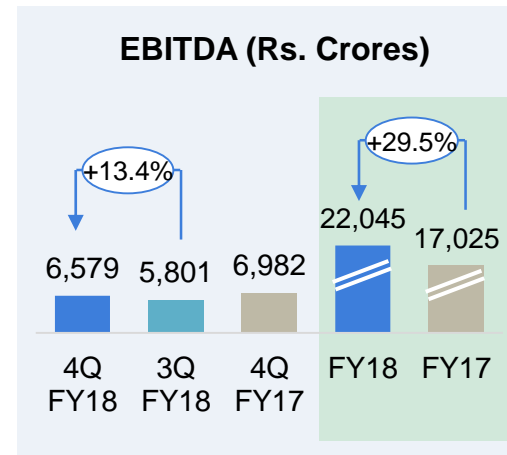 EBITDA (Rs. Crores)
+13.4%
+29.5%
6,579 5,801 6,982 22,045 17,025
4Q FY18
3Q FY18
4Q FY17
FY18
FY17